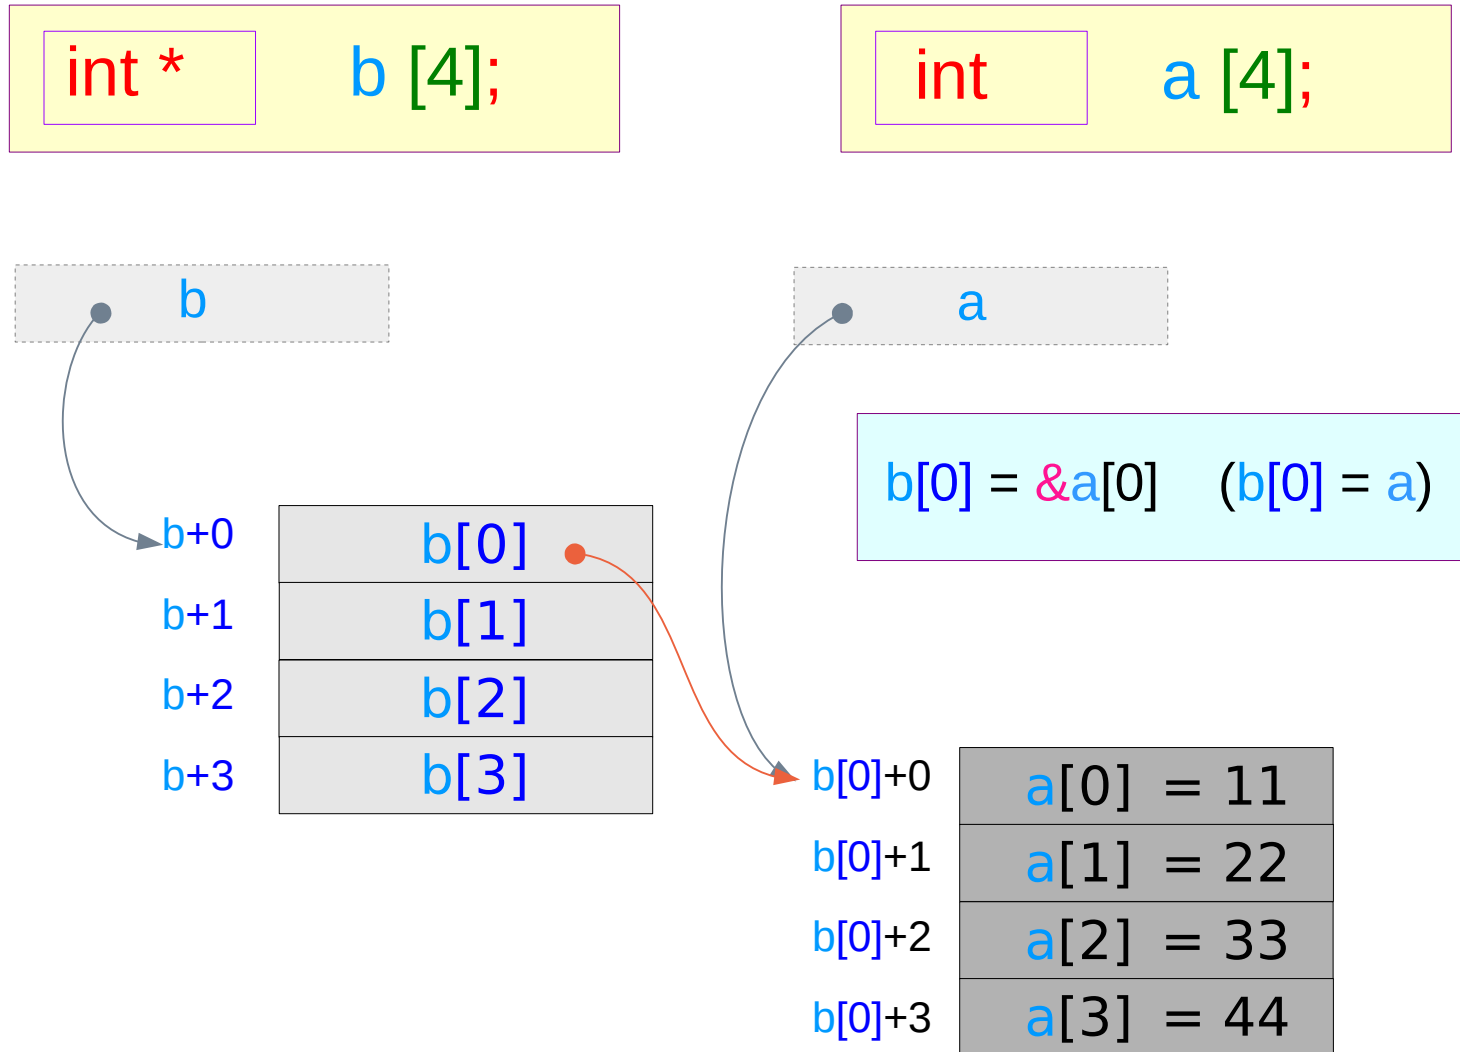 int * b [4];
int a [4];
b
a
b[0] = &a[0] (b[0] = a)
b+0 b[0]
b+1 b[1]
b+2 b[2]
b+3 b[3]
b[0]+0 a[0] = 11
b[0]+1 a[1] = 22
b[0]+2 a[2] = 33
b[0]+3 a[3] = 44